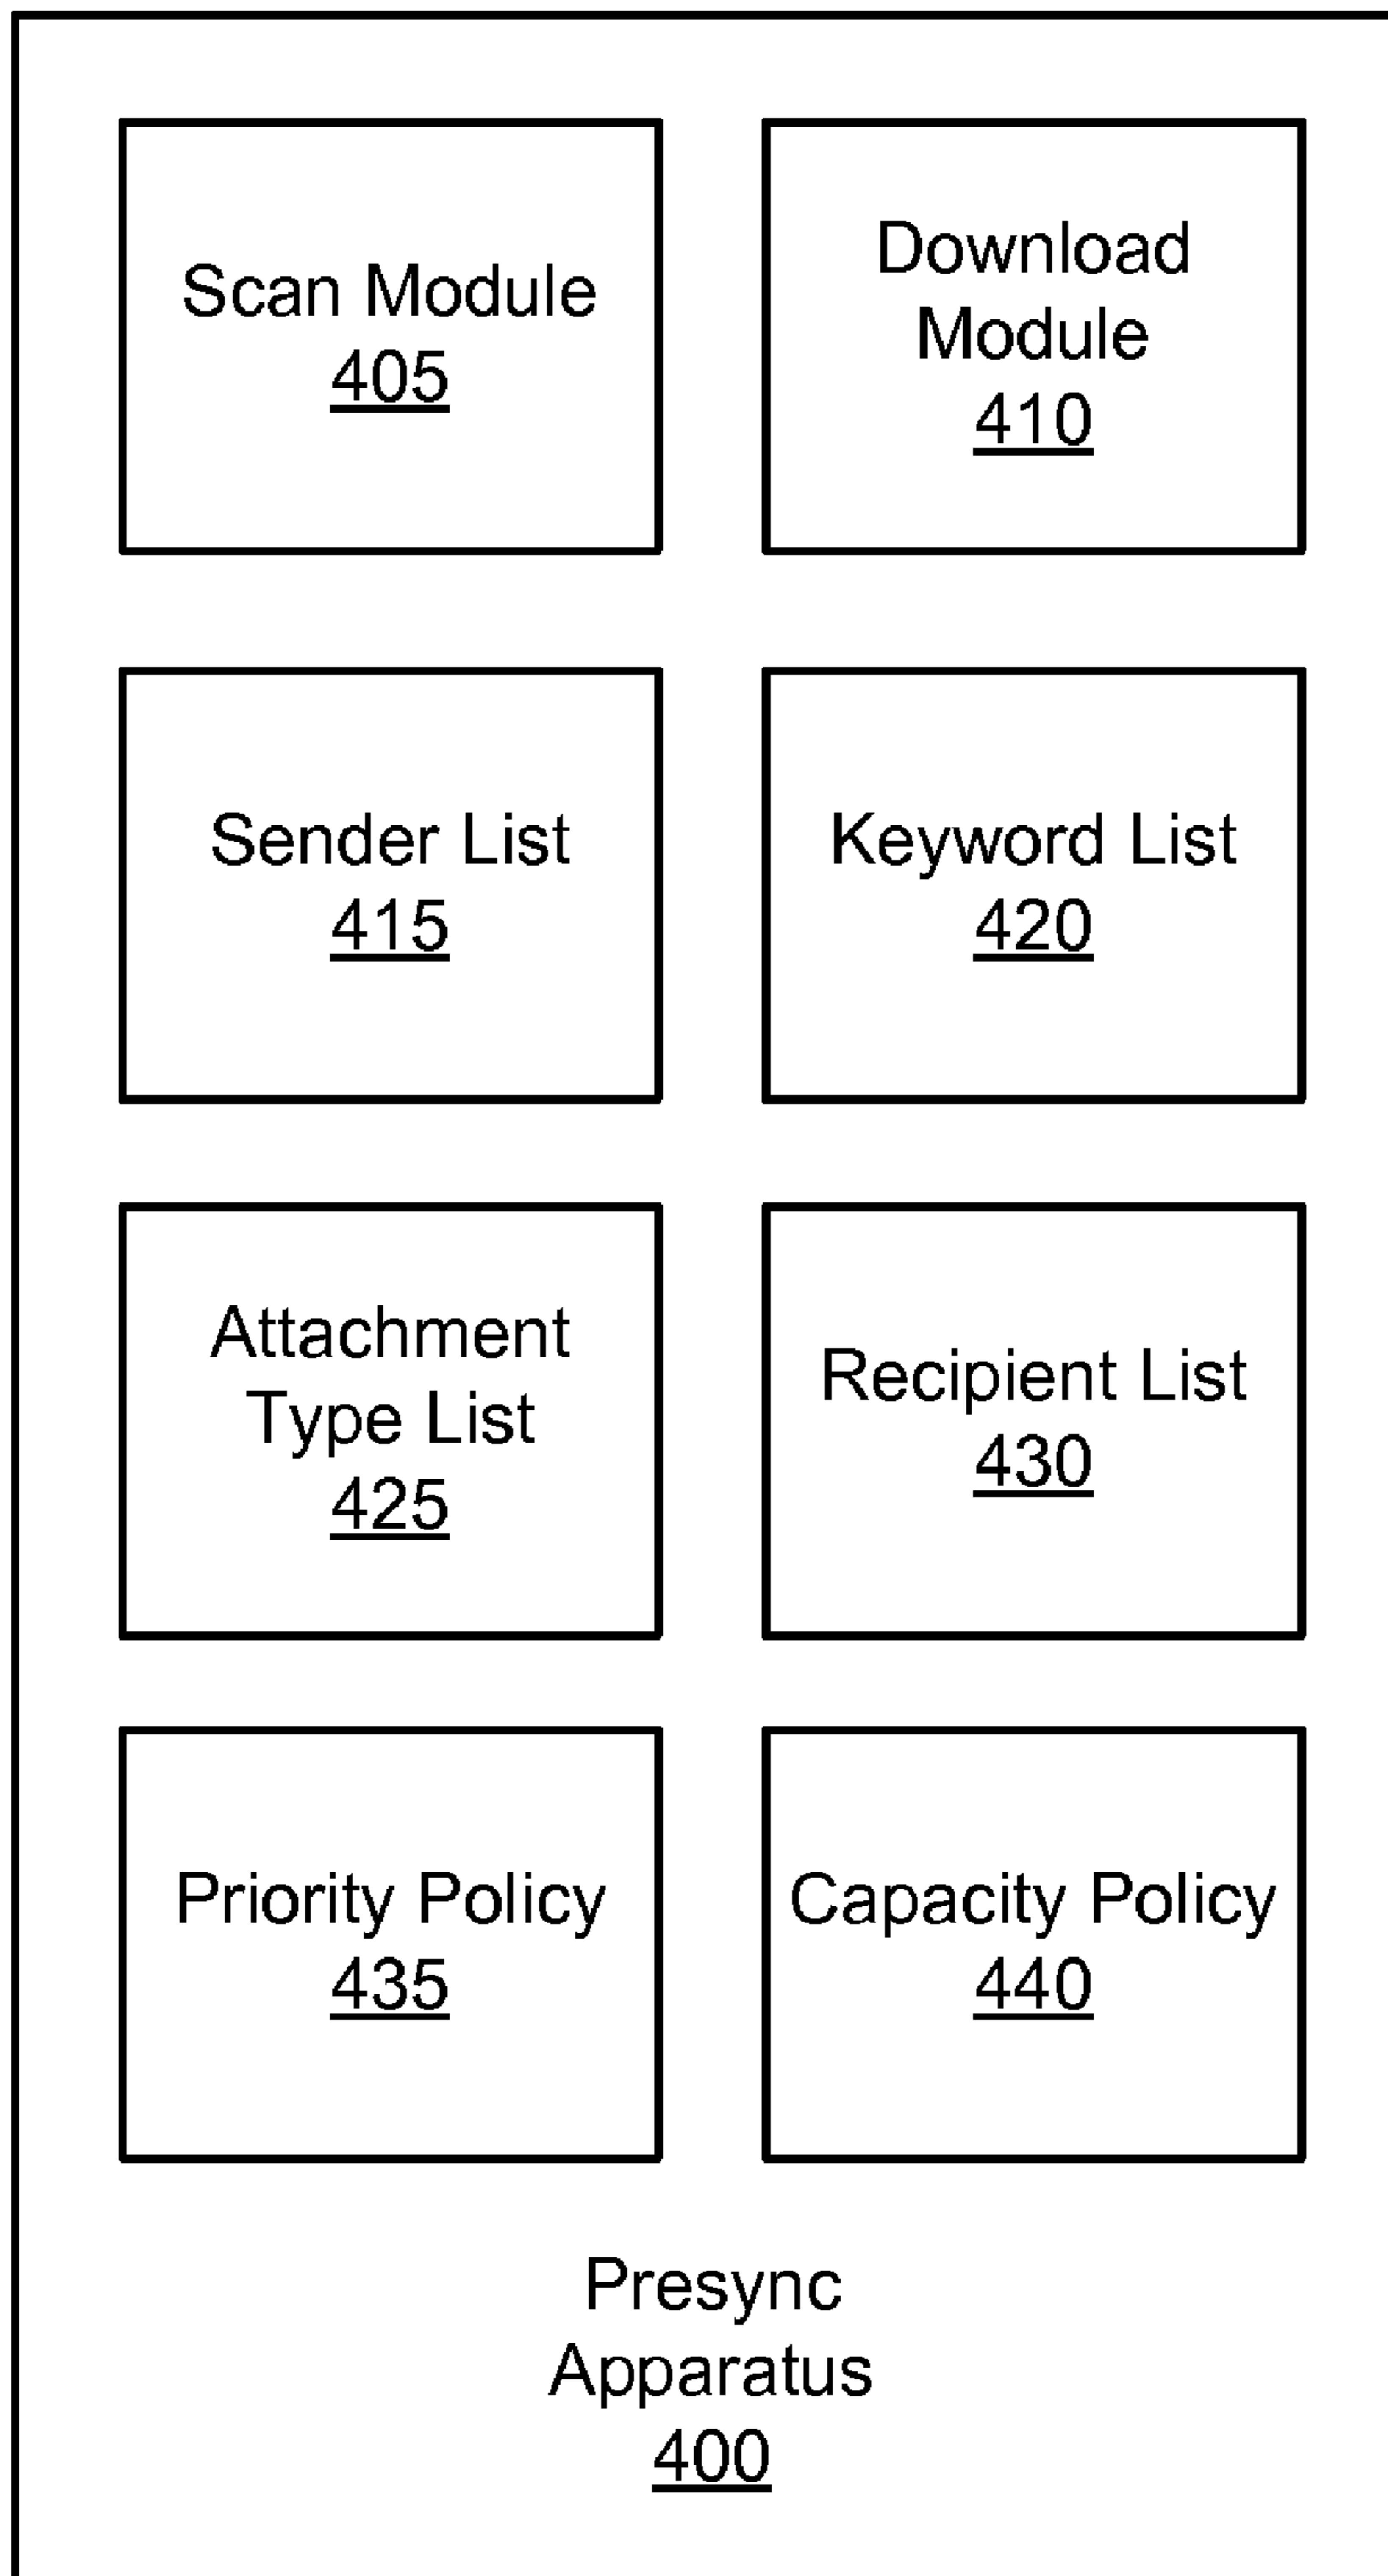 Scan Module
405
Download
Module
410
Sender List
415
Keyword List
420
Attachment
Type List
425
Recipient List
430
Priority Policy
435
Capacity Policy
440
Presync
Apparatus
400